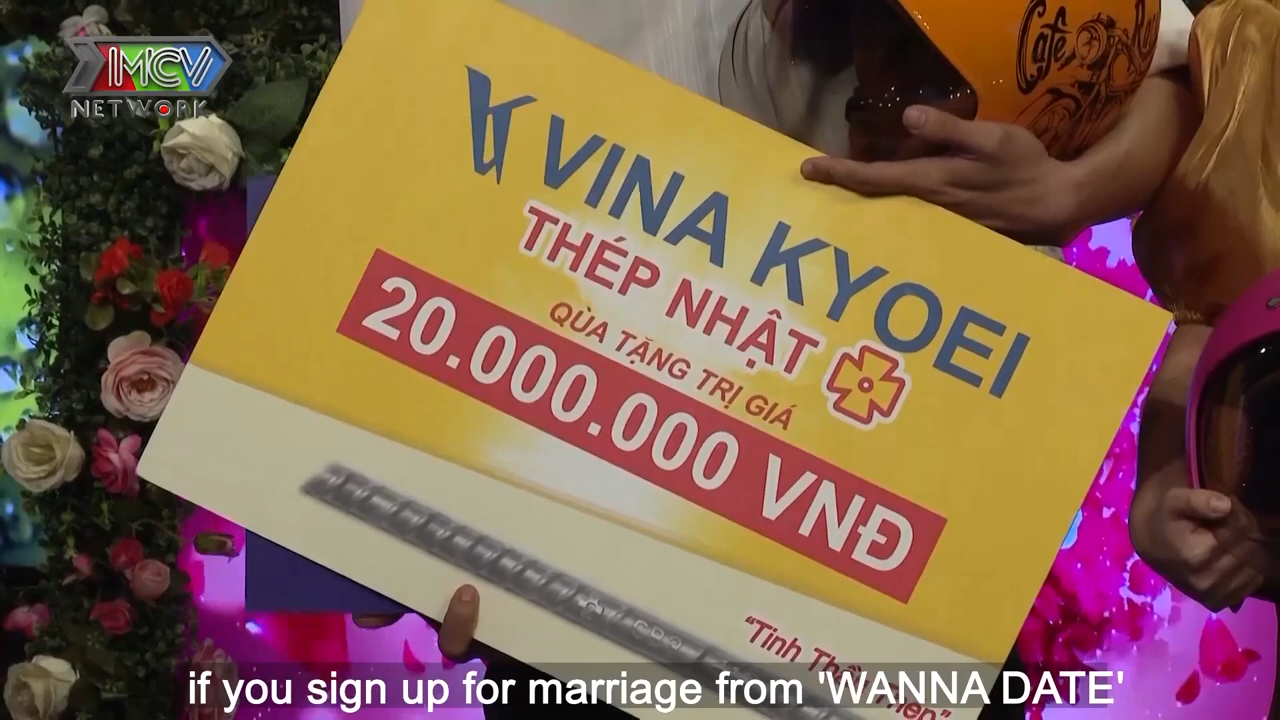 MCV
NETWORK
Cafe
VINA KYOEI
THÉP NHẬT
QÙA TẶNG TRỊ GIÁ
20.000.000 VNĐ
"Tinh
if you sign up for marriage from 'WANNA DATE'